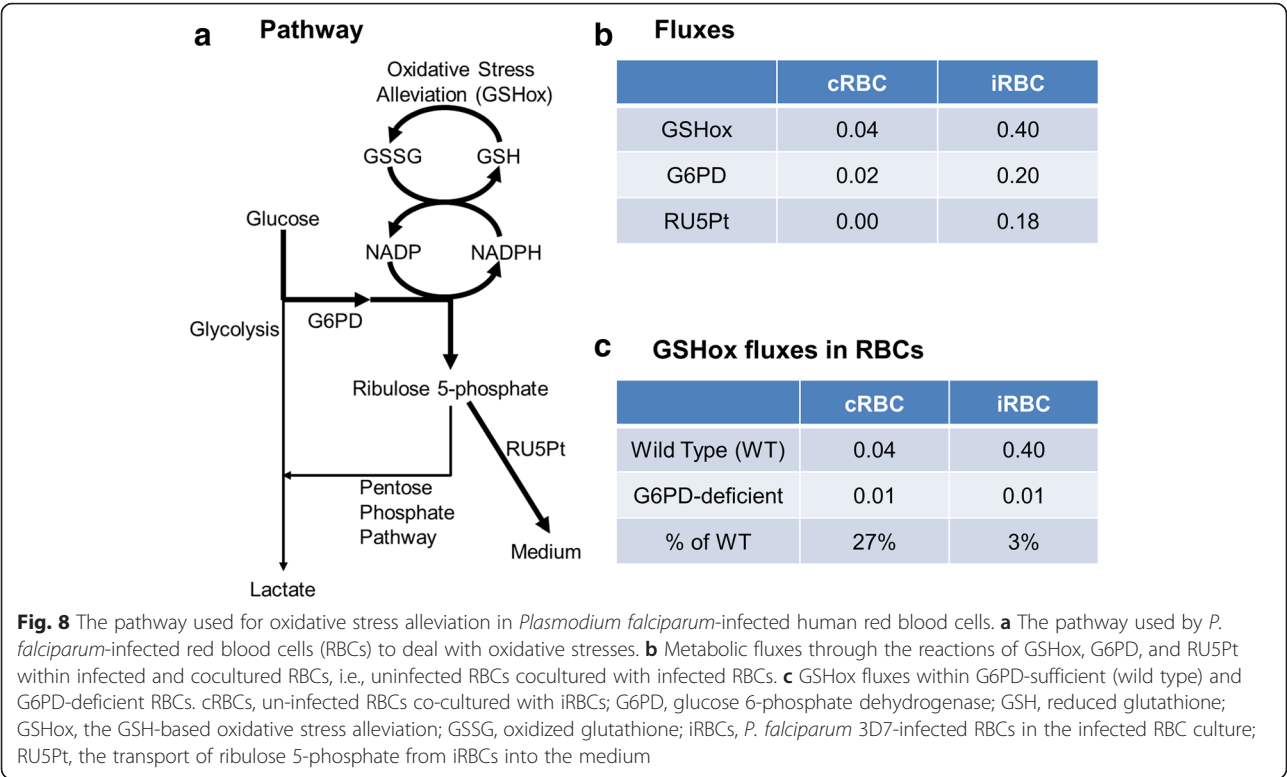 a Pathway
Oxidative Stress
Alleviation (GSHox)
GSSG GSH
Glucose
NADP NADPH
G6PD
Glycolysis
Ribulose 5-phosphate
RU5Pt
Pentose
Phosphate
Pathway
Medium
Lactate
b Fluxes
cRBC iRBC
GSHox 0.04 0.40
G6PD 0.02 0.20
RU5Pt 0.00 0.18
c GSHox fluxes in RBCs
cRBC iRBC
Wild Type (WT) 0.04 0.40
G6PD-deficient 0.01 0.01
% of WT 27% 3%
Fig. 8 The pathway used for oxidative stress alleviation in Plasmodium falciparum-infected human red blood cells. a The pathway used by P.
falciparum-infected red blood cells (RBCs) to deal with oxidative stresses. b Metabolic fluxes through the reactions of GSHox, G6PD, and RU5Pt
within infected and cocultured RBCs, i.e., uninfected RBCs cocultured with infected RBCs. c GSHox fluxes within G6PD-sufficient (wild type) and
G6PD-deficient RBCs. cRBCs, un-infected RBCs co-cultured with iRBCs; G6PD, glucose 6-phosphate dehydrogenase; GSH, reduced glutathione;
GSHox, the GSH-based oxidative stress alleviation; GSSG, oxidized glutathione; iRBCs, P. falciparum 3D7-infected RBCs in the infected RBC culture;
RU5Pt, the transport of ribulose 5-phosphate from iRBCs into the medium